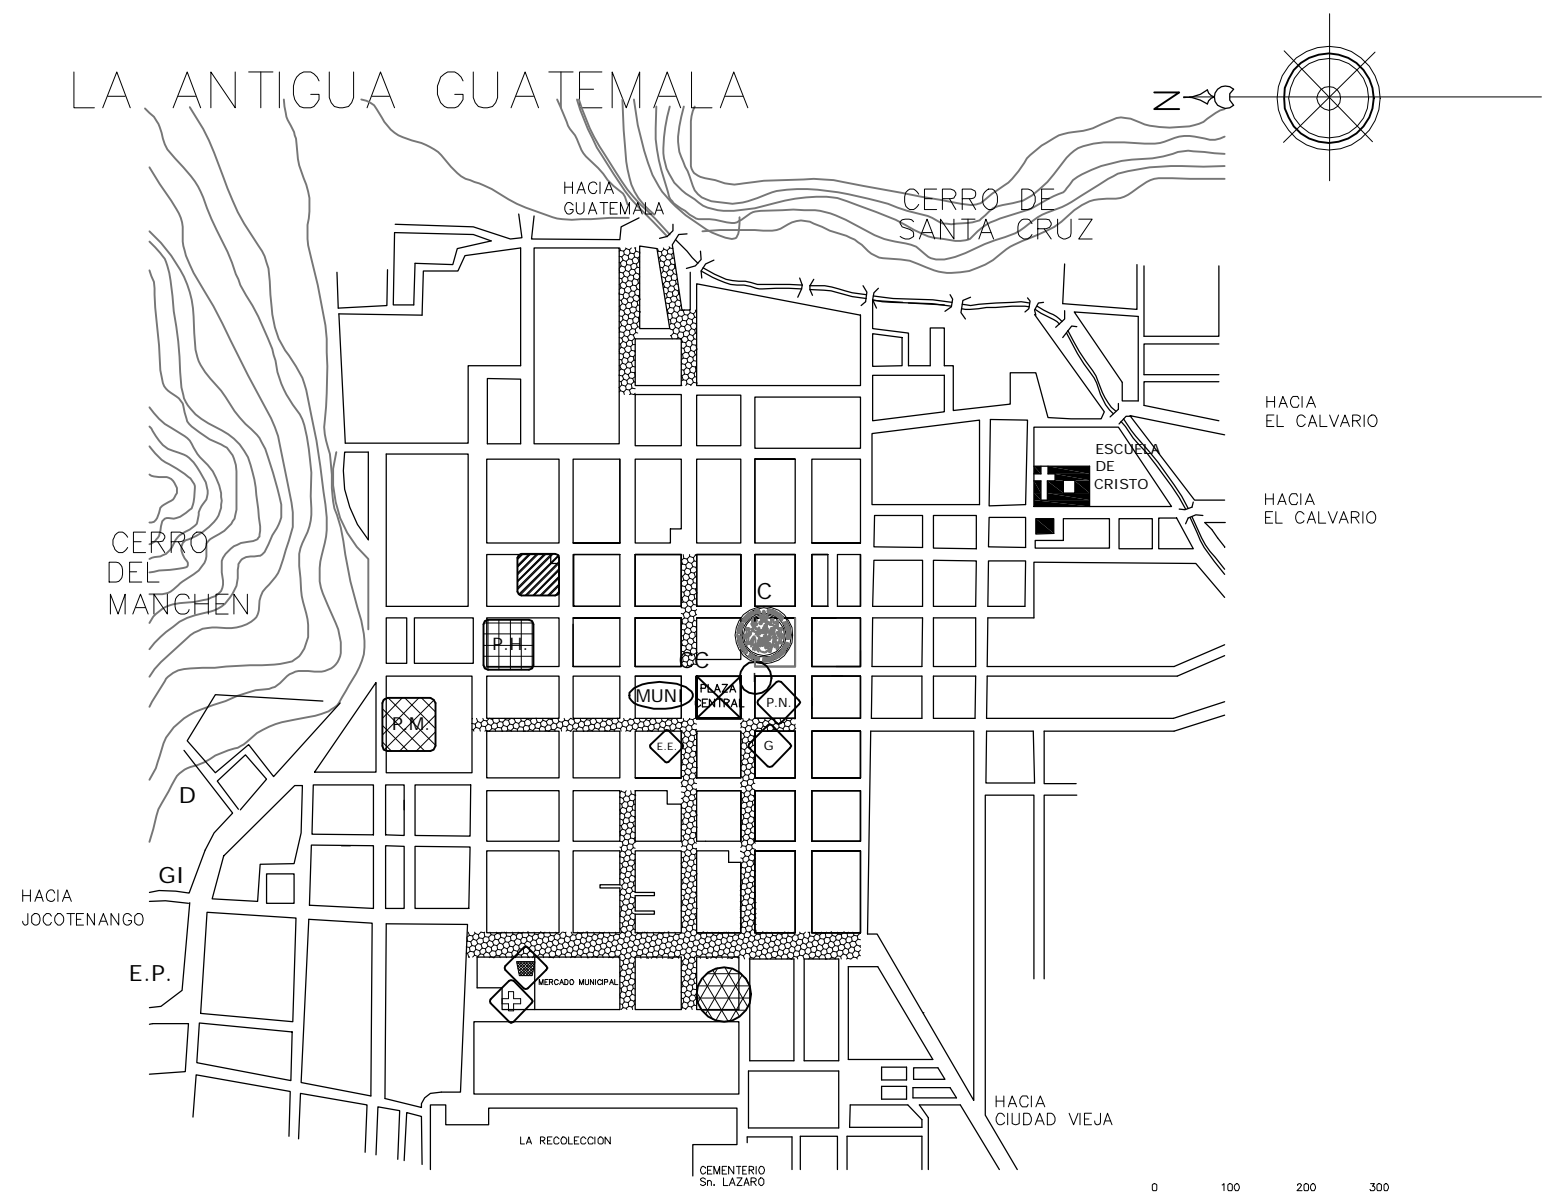 LA ANTIGUA GUATEMALA
N
HACIA
GUATEMALA
CERRO DE
SANTA CRUZ
HACIA
EL CALVARIO
ESCUELA
DE
CRISTO
HACIA
EL CALVARIO
CERRO
DEL
MANCHEN
C
P.H.
CC
MUNI
PLAZA
CENTRAL
P.N.
P.M.
E.E.
G
D
GI
HACIA
JOCOTENANGO
E.P.
MERCADO MUNICIPAL
HACIA
CIUDAD VIEJA
LA RECOLECCION
CEMENTERIO
Sn. LAZARO
0 100 200 300